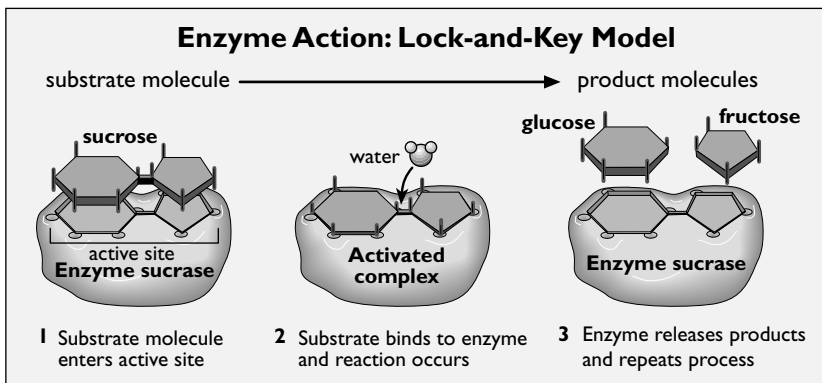 Enzyme Action: Lock-and-Key Model
substrate molecule
product molecules
sucrose
active site
Enzyme sucrase
1 Substrate molecule
enters active site
water
Activated
complex
2 Substrate binds to enzyme
and reaction occurs
glucose
fructose
Enzyme sucrase
3 Enzyme releases products
and repeats process